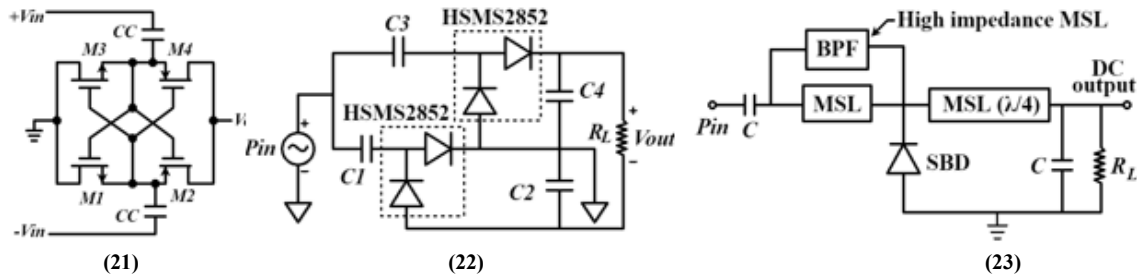 +Vin
CC
M3
M4
M1
M2
CC
-Vin
(21)
HSMS2852
C3
HSMS2852
C4
Pin
+
−
C1
C2
RL
+
Vout
−
(22)
High impedance MSL
BPF
MSL
MSL (λ/4)
DC
output
Pin
C
SBD
C
RL
(23)